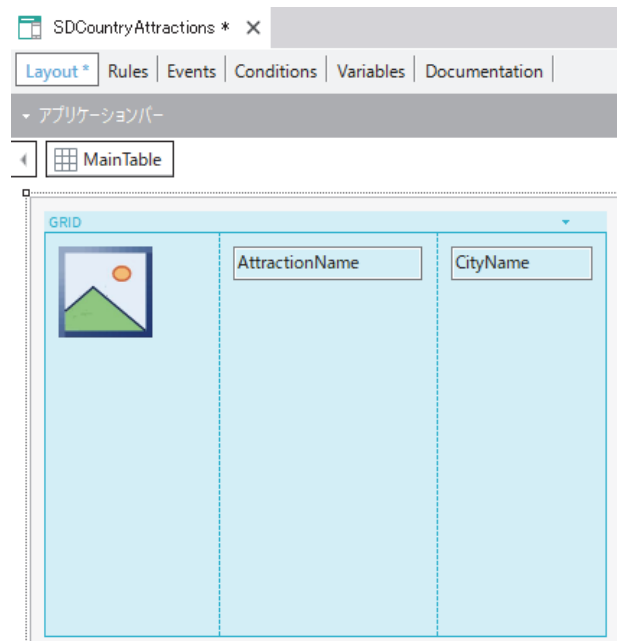 SDCountryAttractions *
Layout * Rules Events Conditions Variables Documentation
アプリケーションバー
MainTable
GRID
AttractionName CityName